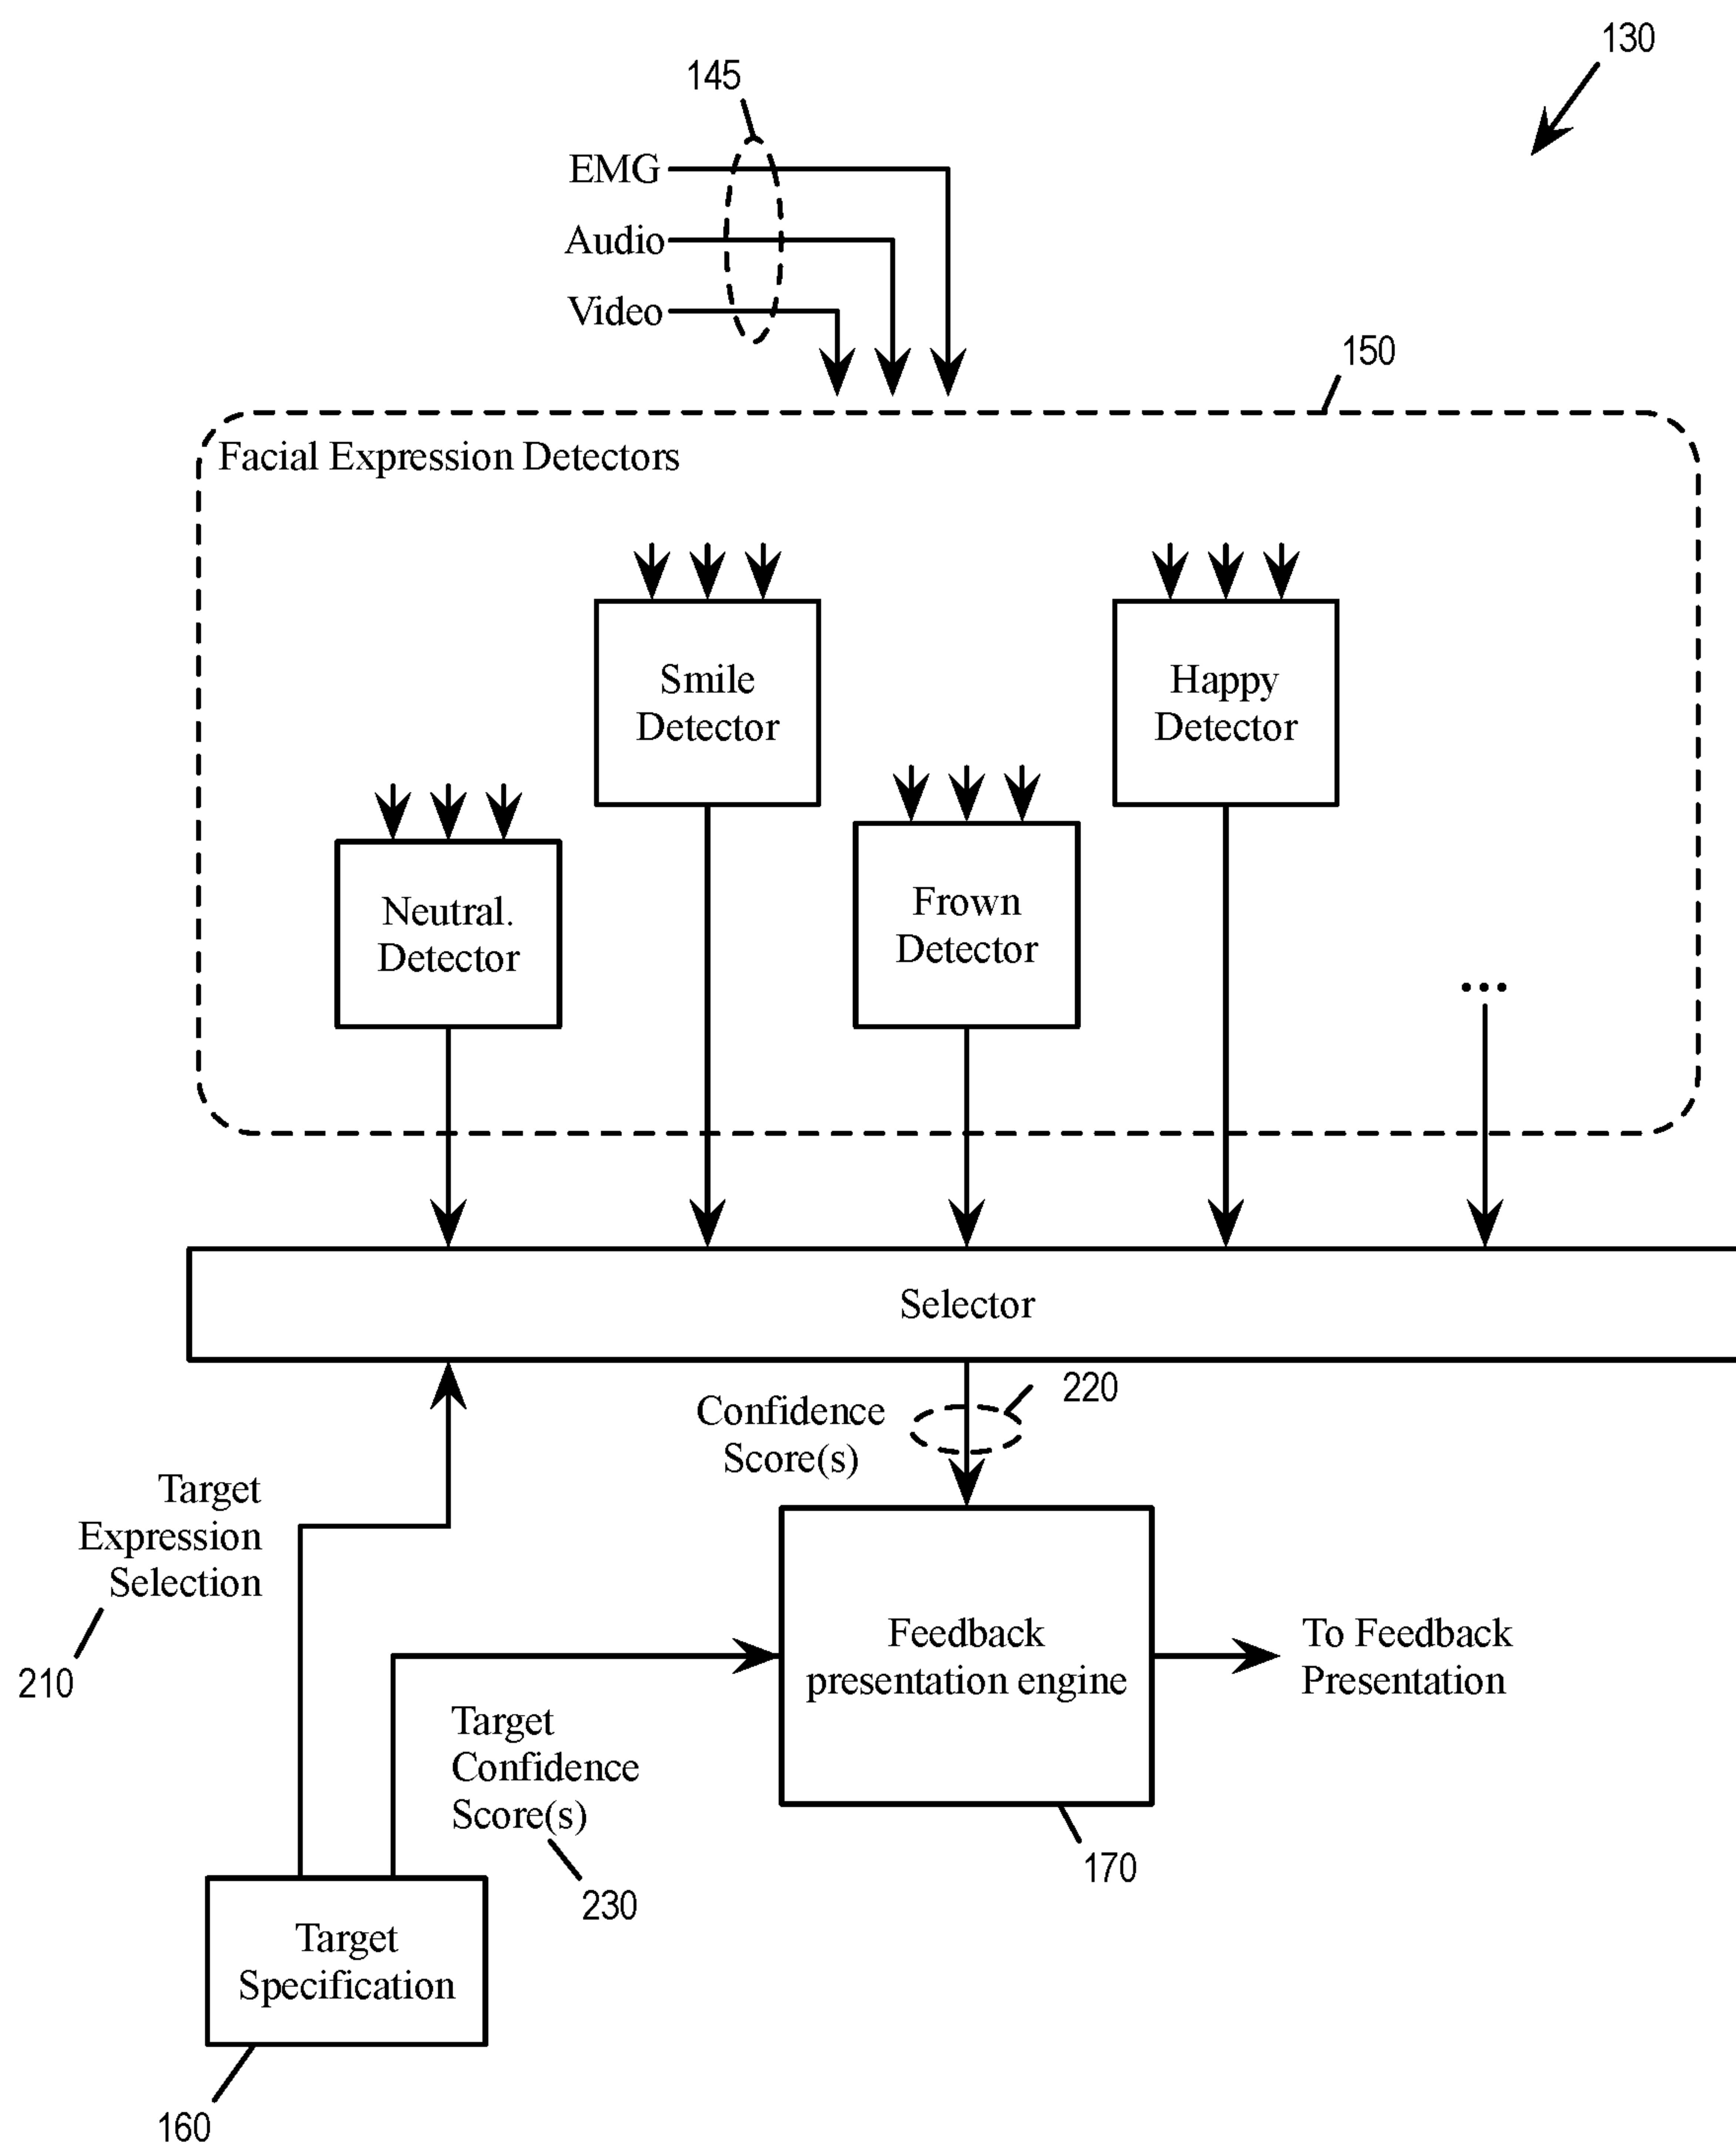 130
145
EMG
Audio
Video
150
Facial Expression Detectors
Smile
Detector
Happy
Detector
Neutral.
Detector
Frown
Detector
...
Selector
220
Confidence
Score(s)
Target
Expression
Selection
210
Feedback
presentation engine
To Feedback
Presentation
Target
Confidence
Score(s)
230
170
Target
Specification
160